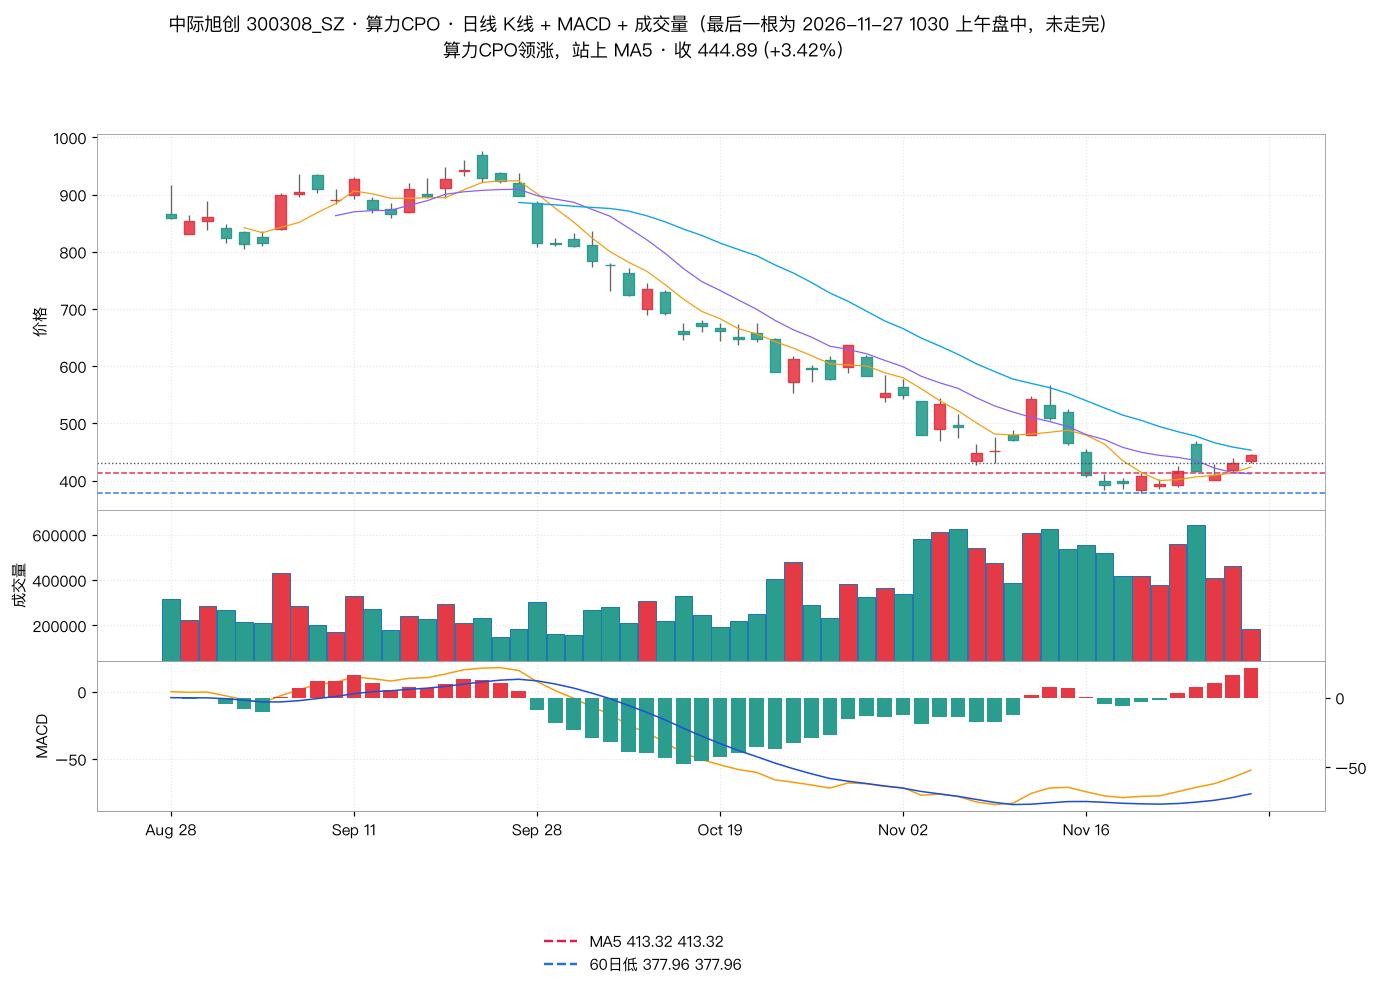 中际旭创 300308_SZ · 算力CPO · 日线 K线 + MACD + 成交量（最后一根为 2026−11−27 1030 上午盘中，未走完）
算力CPO领涨，站上 MA5 · 收 444.89 (+3.42%)
1000
900
800
700
600
500
400
价格
600000
400000
200000
成交量
0
−50
MACD
0
−50
Aug 28
Sep 11
Sep 28
Oct 19
Nov 02
Nov 16
MA5 413.32 413.32
60日低 377.96 377.96